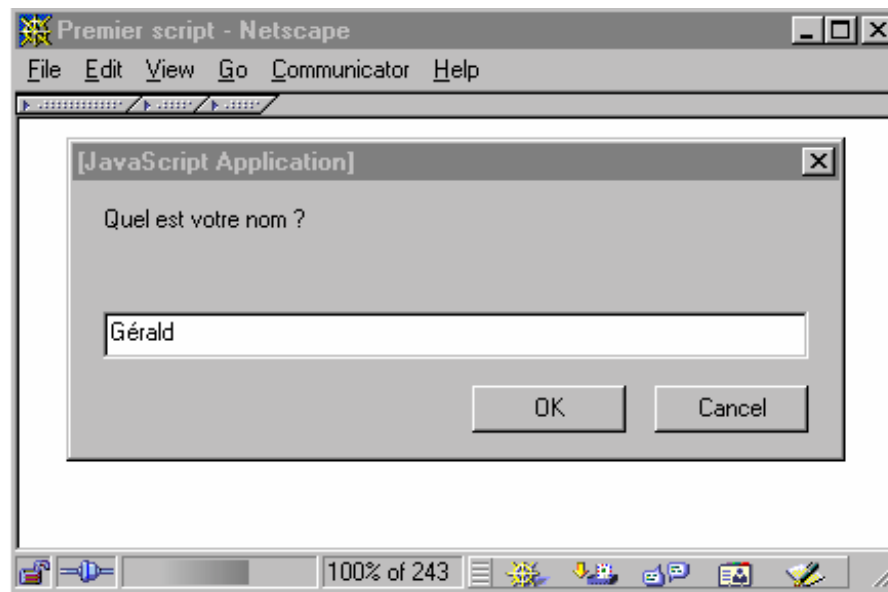 Premier script - Netscape
File Edit View Go Communicator Help
[JavaScript Application]
Quel est votre nom ?
Gérald
OK Cancel
100% of 243